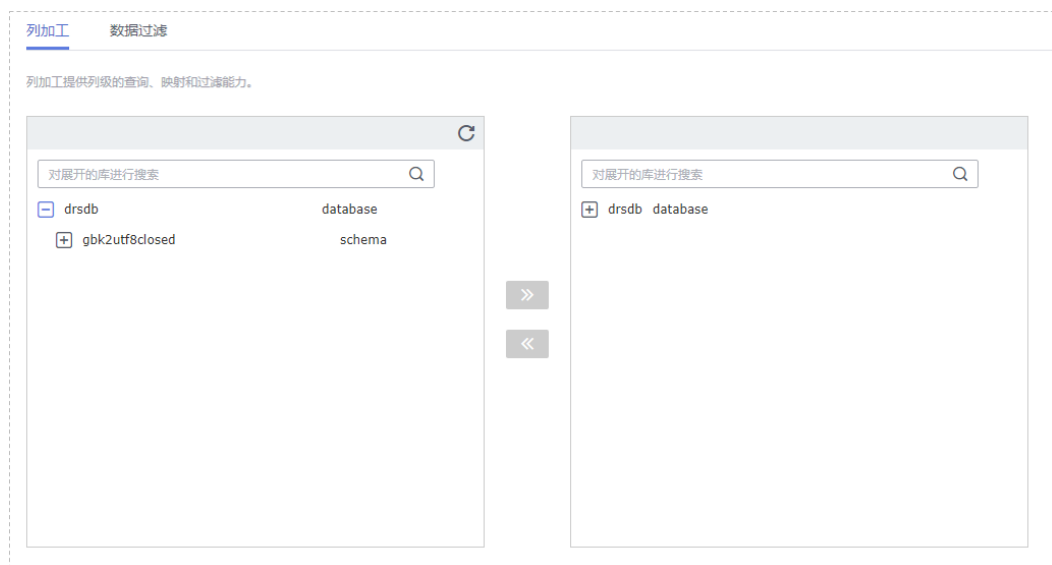 列加工 数据过滤
列加工提供列级的查询、映射和过滤能力。
对展开的库进行搜索 对展开的库进行搜索
drsdb database drsdb database
gbk2utf8closed schema